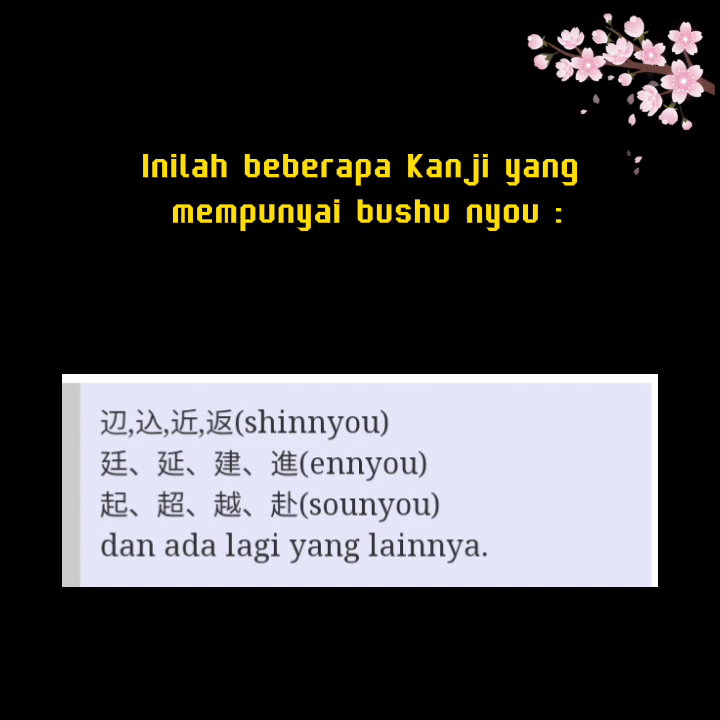 Inilah beberapa Kanji yang
mempunyai bushu nyou :
辺,込,近,返(shinnyou)
廷、延、建、進(ennyou)
起、超、越、赴(sounyou)
dan ada lagi yang lainnya.